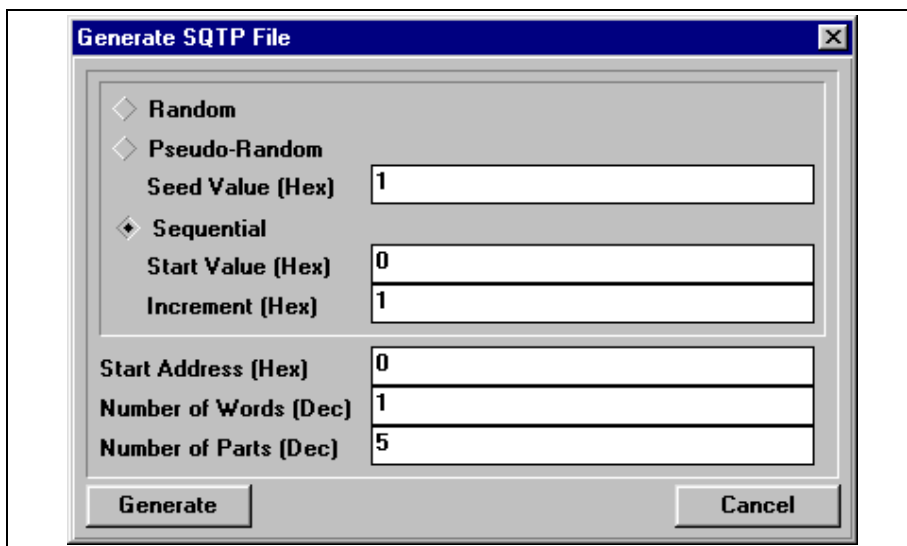 Generate SQTP File
Random
Pseudo-Random
Seed Value (Hex) 1
Sequential
Start Value (Hex) 0
Increment (Hex) 1
Start Address (Hex) 0
Number of Words (Dec) 1
Number of Parts (Dec) 5
Generate Cancel